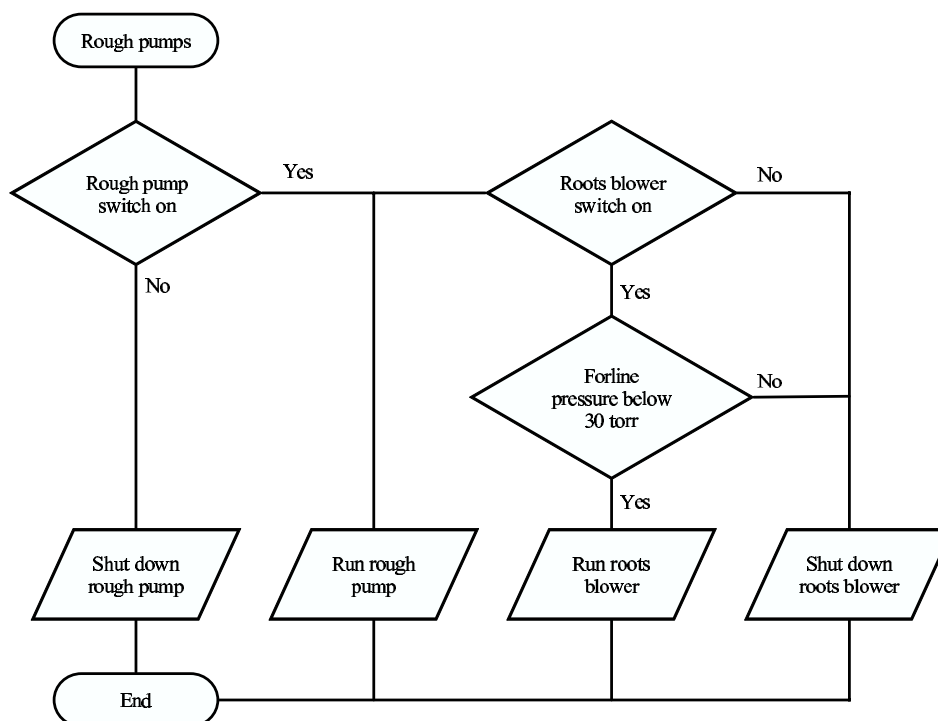 Rough pumps
Rough pump
switch on
Yes
Roots blower
switch on
No
No
Yes
Forline
pressure below
30 torr
No
Yes
Shut down
rough pump
Run rough
pump
Run roots
blower
Shut down
roots blower
End